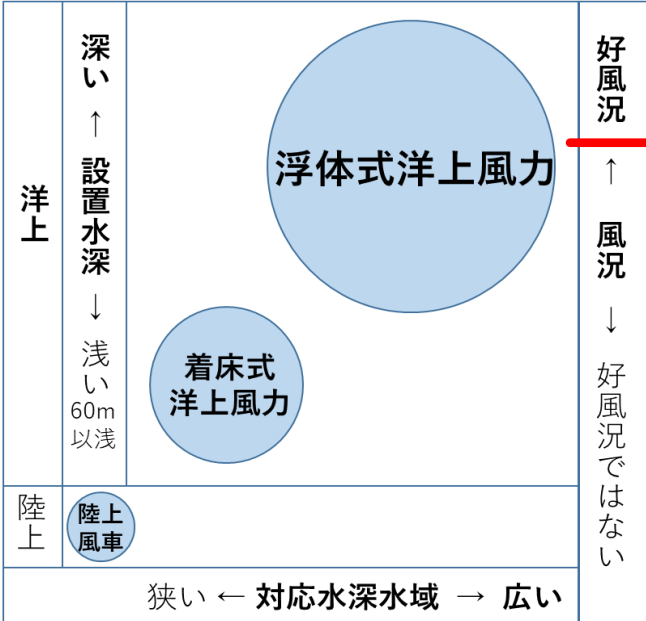 洋上
深い ↑ 設置水深 ↓ 浅い
60m
以浅
浮体式洋上風力
着床式
洋上風力
好風況 ↑ 風況 ↓ 好風況ではない
陸上
陸上
風車
狭い ← 対応水深水域 → 広い